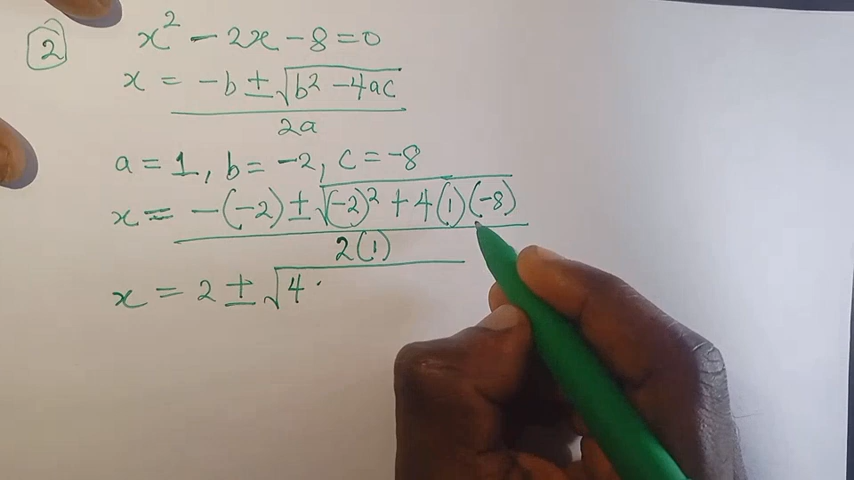 2 x² - 2x - 8 = 0
x = -b ± √(b² - 4ac)
2a
a = 1, b = -2, c = -8
x = -(-2) ± √((-2)² + 4(1)(-8))
2(1)
x = 2 ± √(4